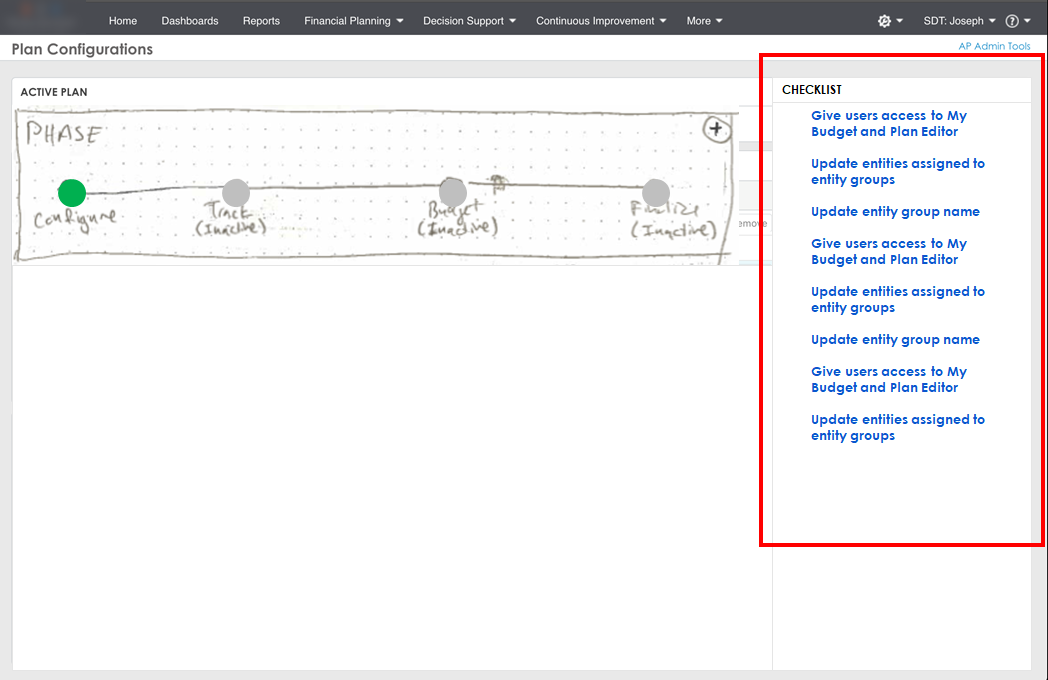 Home Dashboards Reports Financial Planning Decision Support Continuous Improvement More SDT: Joseph ?
Plan Configurations
AP Admin Tools
ACTIVE PLAN
PHASE
+
Configure
Track
(Inactive)
Budget
(Inactive)
Finalize
(Inactive)
emove
CHECKLIST
Give users access to My
Budget and Plan Editor
Update entities assigned to
entity groups
Update entity group name
Give users access to My
Budget and Plan Editor
Update entities assigned to
entity groups
Update entity group name
Give users access to My
Budget and Plan Editor
Update entities assigned to
entity groups